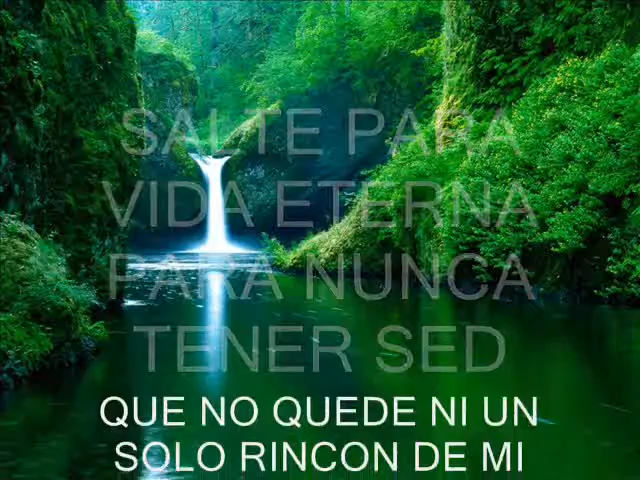 SALTE PARA
VIDA ETERNA
PARA NUNCA
TENER SED
QUE NO QUEDE NI UN
SOLO RINCON DE MI